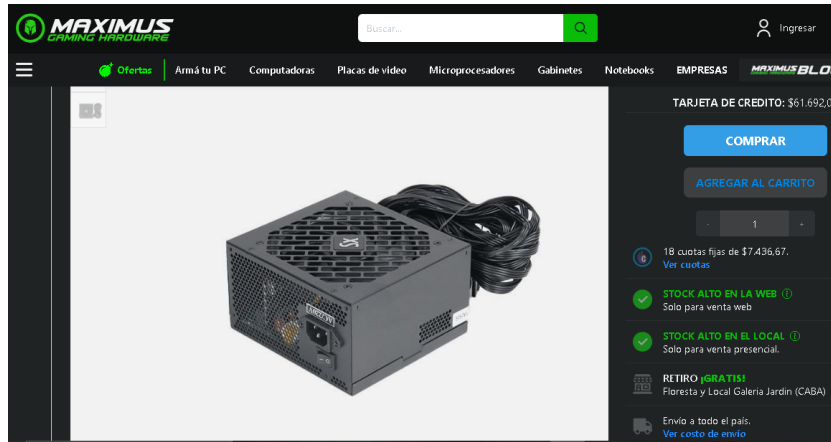 MAXIMUS
GAMING HARDWARE
Buscar...
Ingresar
Ofertas
Armá tu PC
Computadoras
Placas de video
Microprocesadores
Gabinetes
Notebooks
EMPRESAS
MAXIMUS BLO
TARJETA DE CREDITO: $61.692,0
COMPRAR
AGREGAR AL CARRITO
- 1 +
18 cuotas fijas de $7.436,67.
Ver cuotas
STOCK ALTO EN LA WEB
Solo para venta web
STOCK ALTO EN EL LOCAL
Solo para venta presencial.
RETIRO ¡GRATIS!
Floresta y Local Galeria Jardin (CABA)
Envío a todo el país.
Ver costo de envío